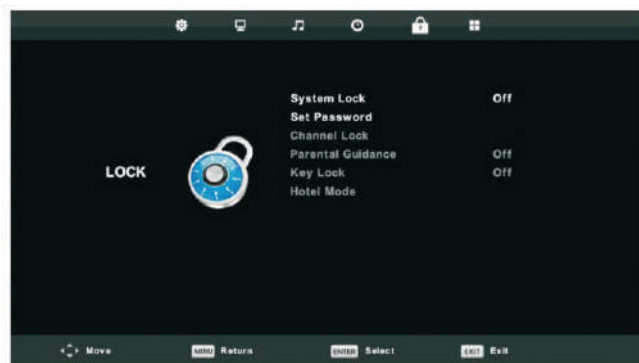 System Lock Off
Set Password
Channel Lock
Parental Guidance Off
LOCK Key Lock Off
Hotel Mode
Move MENU Return ENTER Select EXIT Exit